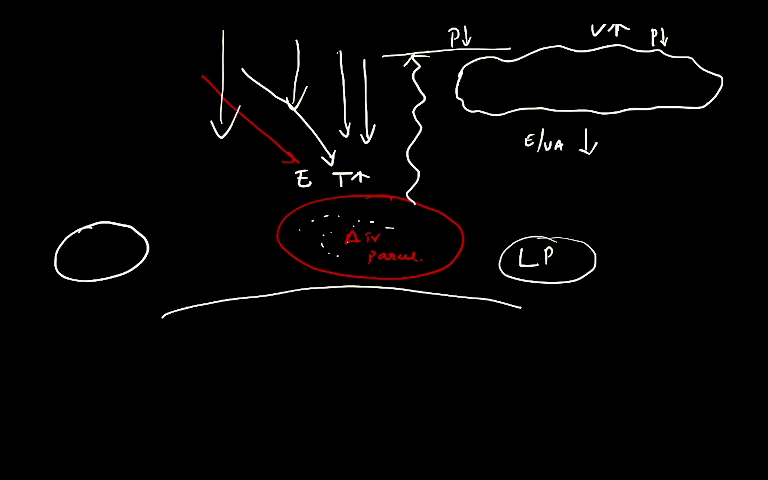 P↓
V↑ P↓
E/VA ↓
E T↑
Air
parcel.
LP